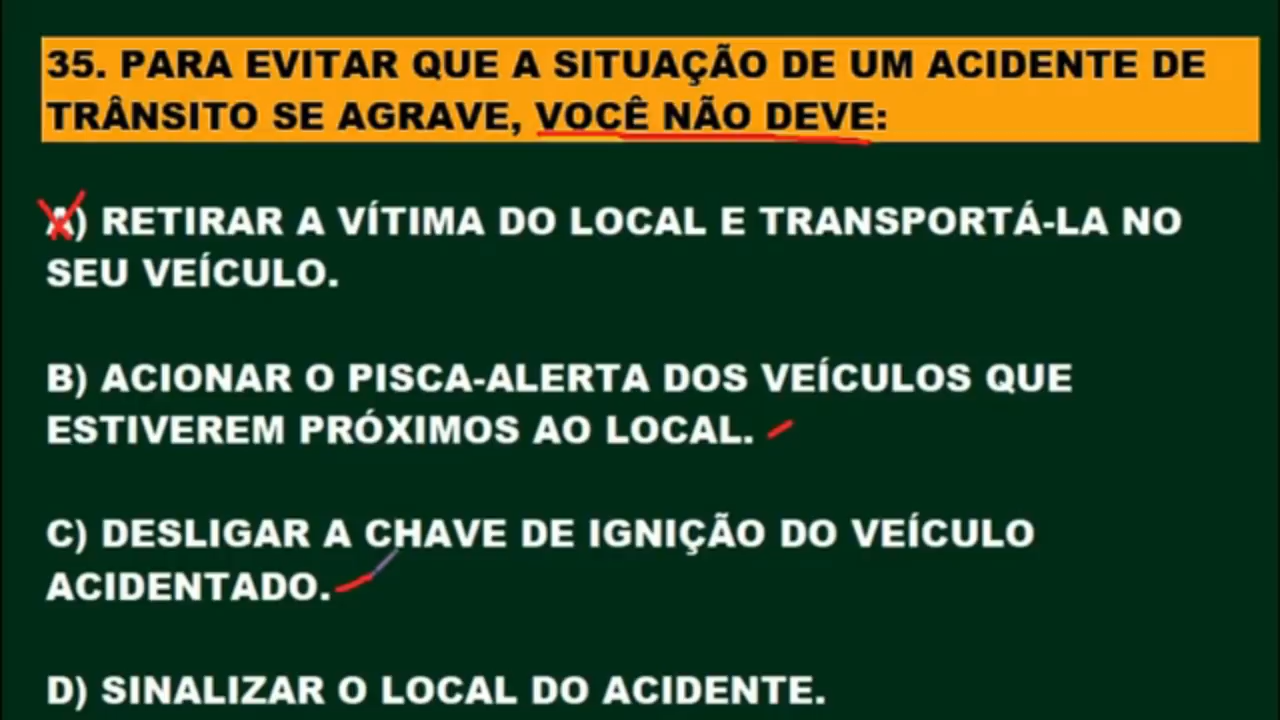 35. PARA EVITAR QUE A SITUAÇÃO DE UM ACIDENTE DE
TRÂNSITO SE AGRAVE, VOCÊ NÃO DEVE:
A) RETIRAR A VÍTIMA DO LOCAL E TRANSPORTÁ-LA NO
SEU VEÍCULO.
B) ACIONAR O PISCA-ALERTA DOS VEÍCULOS QUE
ESTIVEREM PRÓXIMOS AO LOCAL.
C) DESLIGAR A CHAVE DE IGNIÇÃO DO VEÍCULO
ACIDENTADO.
D) SINALIZAR O LOCAL DO ACIDENTE.